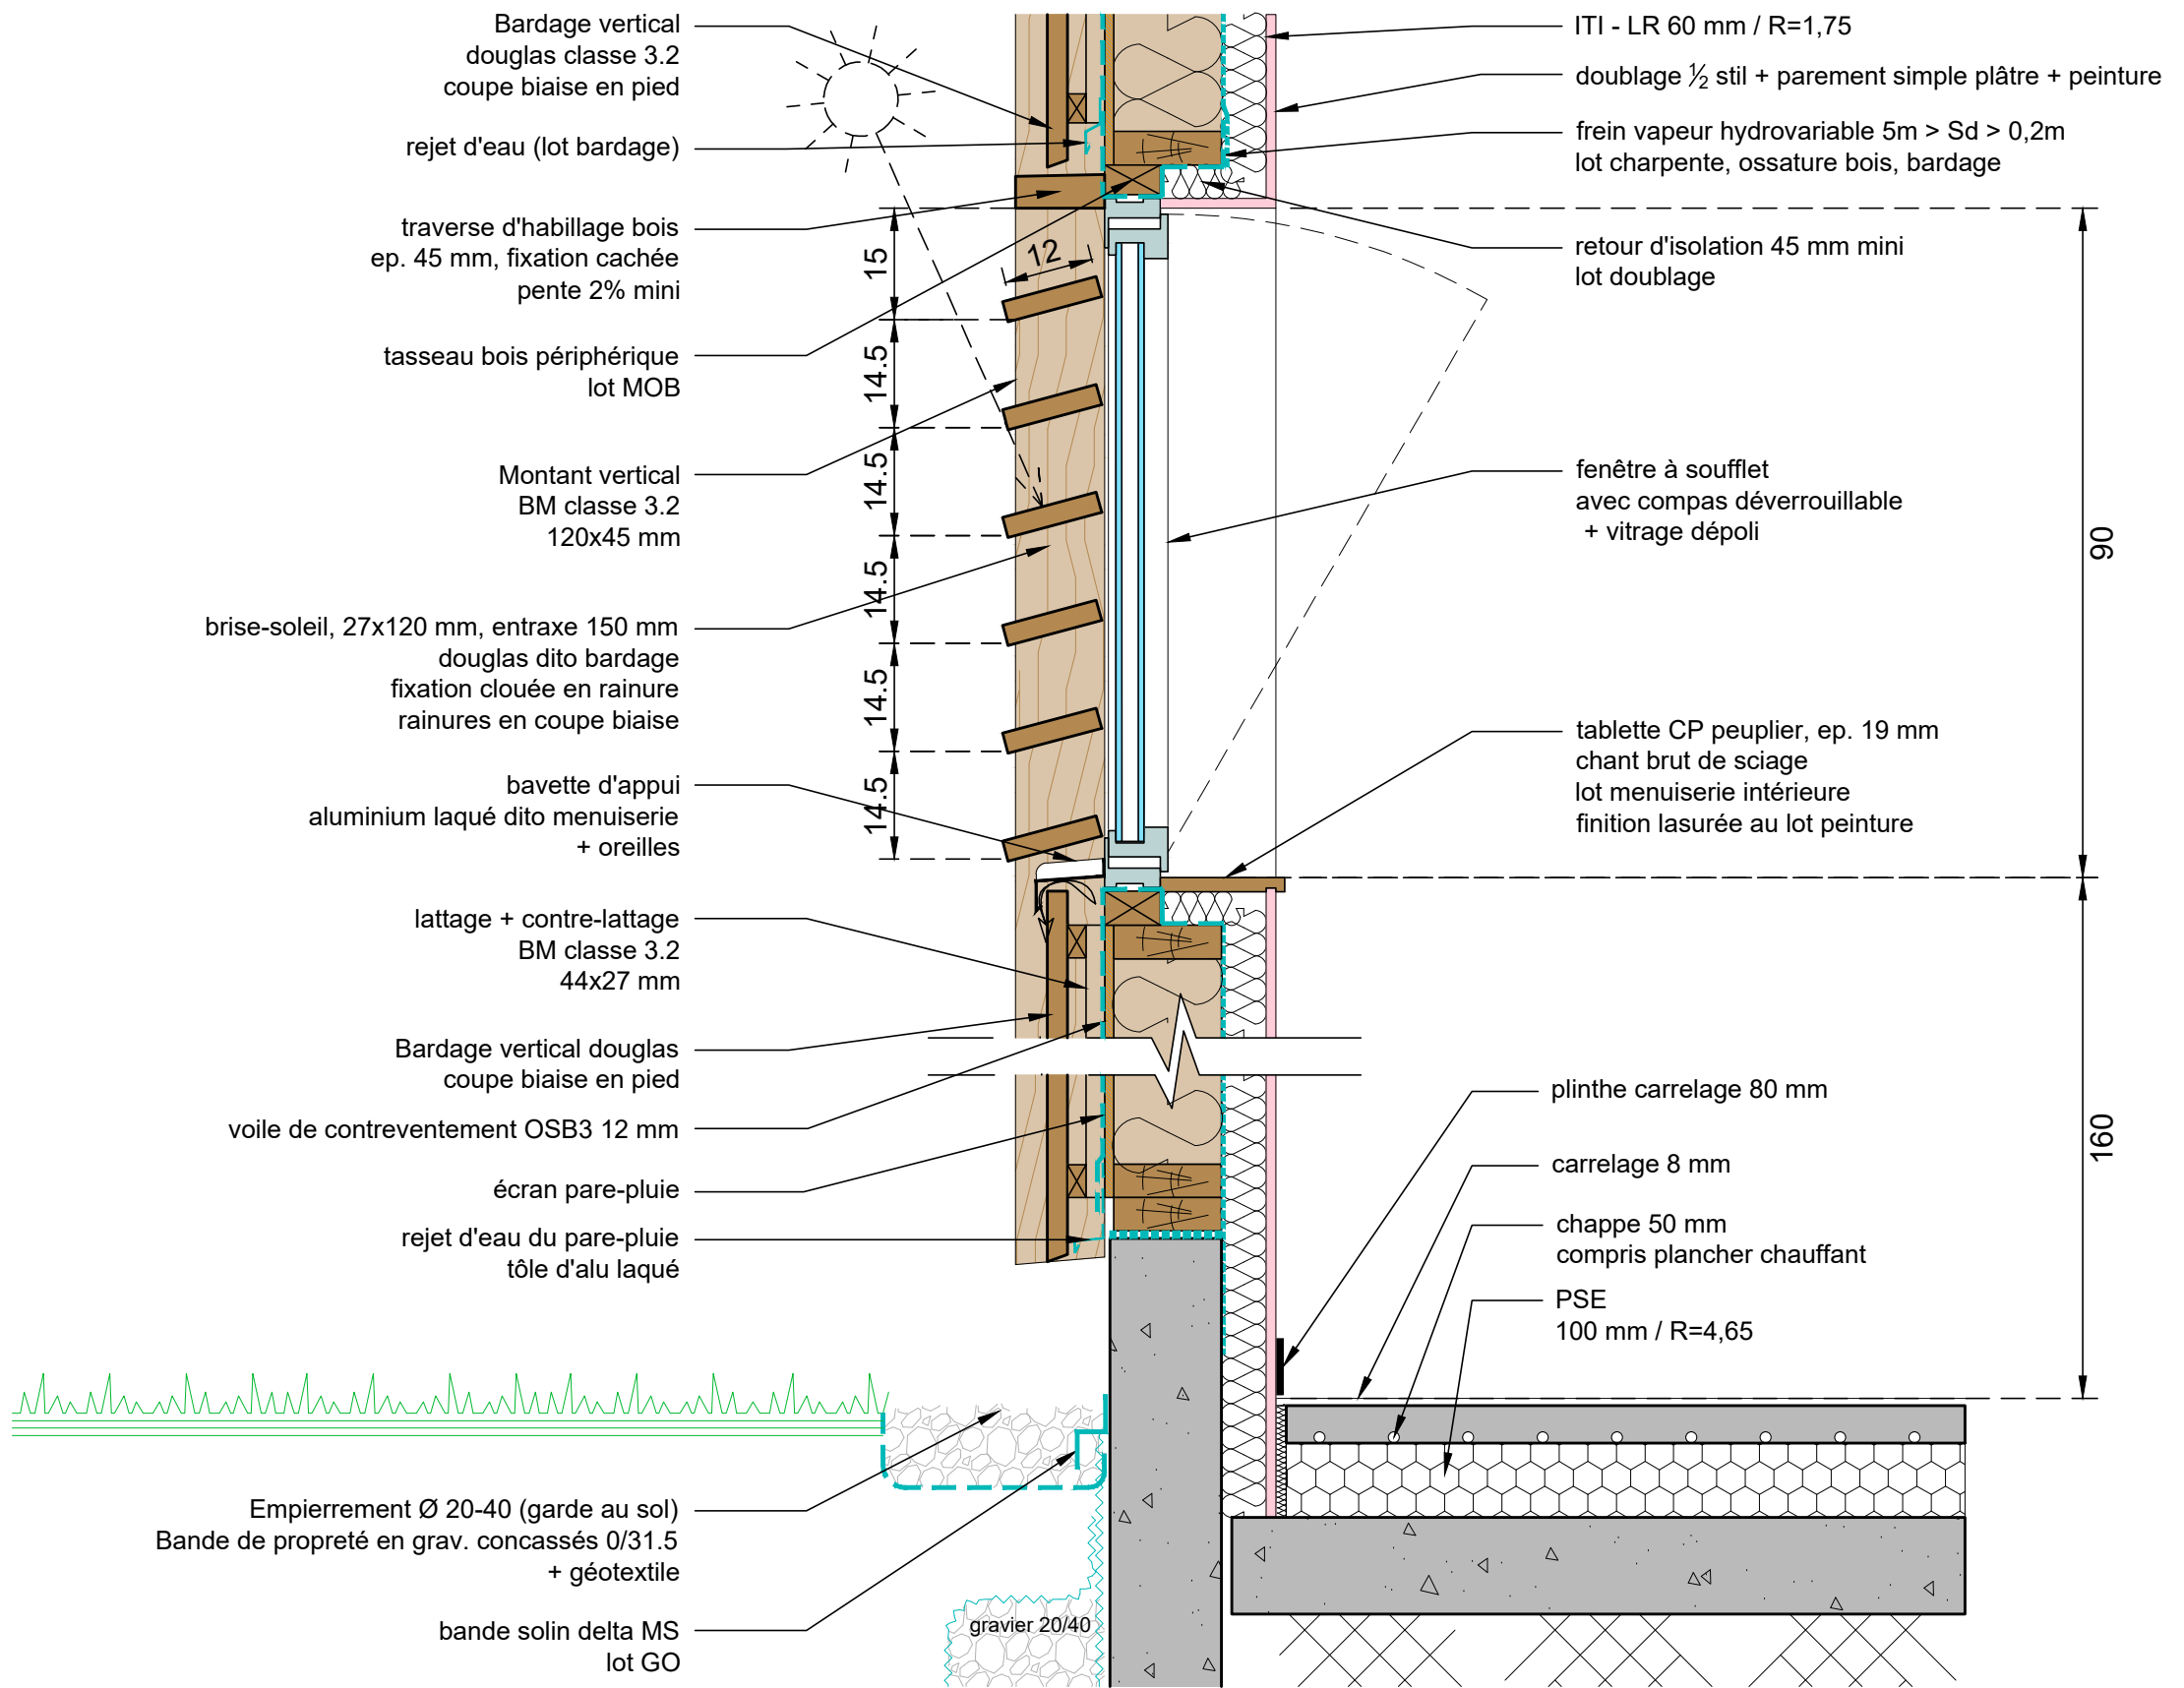 Bardage vertical
douglas classe 3.2
coupe biaise en pied
rejet d'eau (lot bardage)
traverse d'habillage bois
ep. 45 mm, fixation cachée
pente 2% mini
tasseau bois périphérique
lot MOB
Montant vertical
BM classe 3.2
120x45 mm
brise-soleil, 27x120 mm, entraxe 150 mm
douglas dito bardage
fixation clouée en rainure
rainures en coupe biaise
bavette d'appui
aluminium laqué dito menuiserie
+ oreilles
lattage + contre-lattage
BM classe 3.2
44x27 mm
Bardage vertical douglas
coupe biaise en pied
voile de contreventement OSB3 12 mm
écran pare-pluie
rejet d'eau du pare-pluie
tôle d'alu laqué
Empierrement Ø 20-40 (garde au sol)
Bande de propreté en grav. concassés 0/31.5
+ géotextile
bande solin delta MS
lot GO
12
15
14.5
14.5
14.5
14.5
14.5
gravier 20/40
ITI - LR 60 mm / R=1,75
doublage ½ stil + parement simple plâtre + peinture
frein vapeur hydrovariable 5m > Sd > 0,2m
lot charpente, ossature bois, bardage
retour d'isolation 45 mm mini
lot doublage
fenêtre à soufflet
avec compas déverrouillable
+ vitrage dépoli
tablette CP peuplier, ep. 19 mm
chant brut de sciage
lot menuiserie intérieure
finition lasurée au lot peinture
plinthe carrelage 80 mm
carrelage 8 mm
chappe 50 mm
compris plancher chauffant
PSE
100 mm / R=4,65
90
160